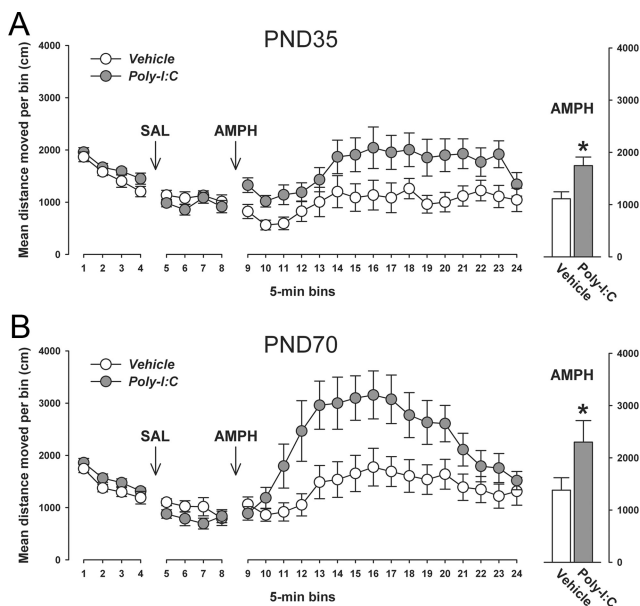 A
PND35
Mean distance moved per bin (cm)
4000
3000
2000
1000
0
Vehicle
Poly-I:C
SAL
AMPH
1 2 3 4 5 6 7 8 9 10 11 12 13 14 15 16 17 18 19 20 21 22 23 24
5-min bins
AMPH
*
4000
3000
2000
1000
0
Vehicle
Poly-I:C
B
PND70
Mean distance moved per bin (cm)
4000
3000
2000
1000
0
Vehicle
Poly-I:C
SAL
AMPH
1 2 3 4 5 6 7 8 9 10 11 12 13 14 15 16 17 18 19 20 21 22 23 24
5-min bins
AMPH
*
4000
3000
2000
1000
0
Vehicle
Poly-I:C